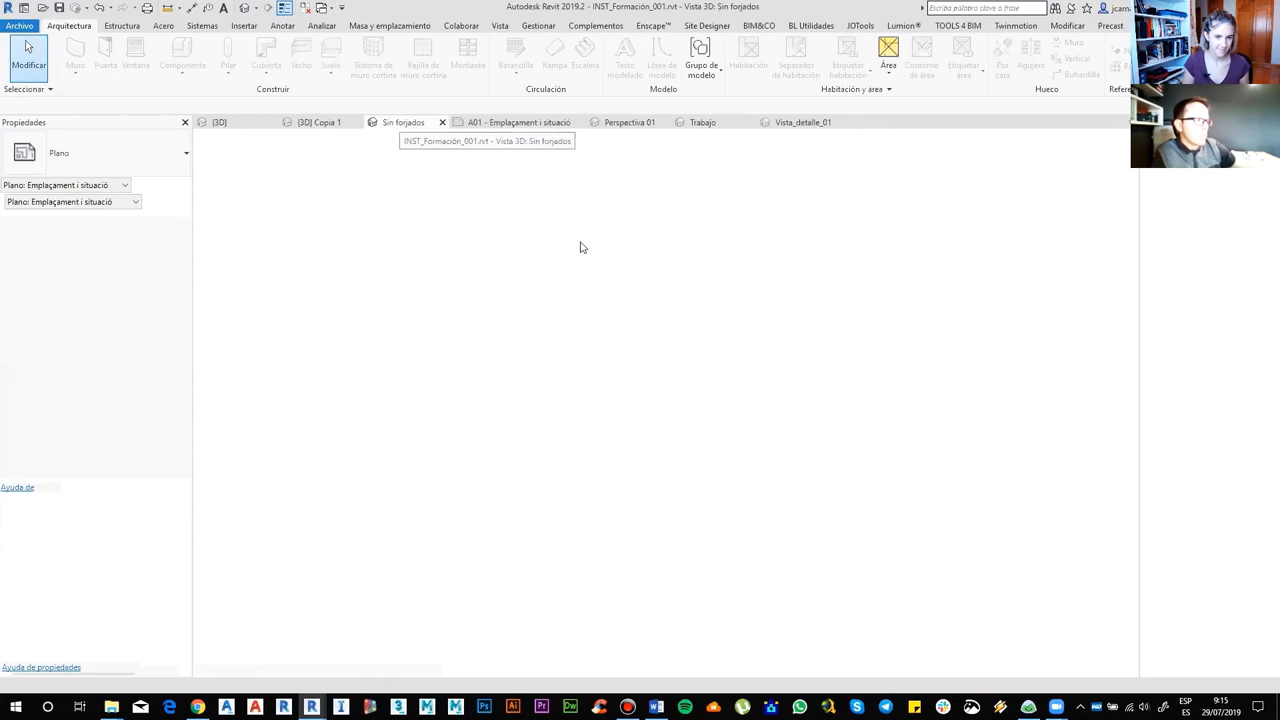 Autodesk Revit 2019.2 - INST_Formación_001.rvt - Vista 3D: Sin forjados
Escriba palabra clave o frase
jcama
Archivo Arquitectura Estructura Acero Sistemas Insertar Anotar Analizar Masa y emplazamiento Colaborar Vista Gestionar Complementos Enscape™ Site Design BIM&CO BL Utilidades JOTools Lumion® TOOLS 4 BIM Twinmotion Modificar Precast
Modificar Muro Puerta Ventana Componente Pilar Cubierta Techo Suelo Sistema de muro cortina Rejilla de muro cortina Montante Barandilla Rampa Escalera Texto modelado Línea de modelo Grupo de modelo Habitación Separador de habitación Etiquetar habitación Área Contorno de área Etiquetar área Por cara Agujero Muro Vertical Buhardilla
Seleccionar Construir Circulación Modelo Habitación y área Hueco Refere
Propiedades
{3D} {3D} Copia 1 Sin forjados A01 - Emplaçament i situació Perspectiva 01 Trabajo Vista_detalle_01
INST_Formación_001.rvt - Vista 3D: Sin forjados
Plano
Plano: Emplaçament i situació
Plano: Emplaçament i situació
Ayuda de
Ayuda de propiedades
ESP
ES
9:15
29/07/2019